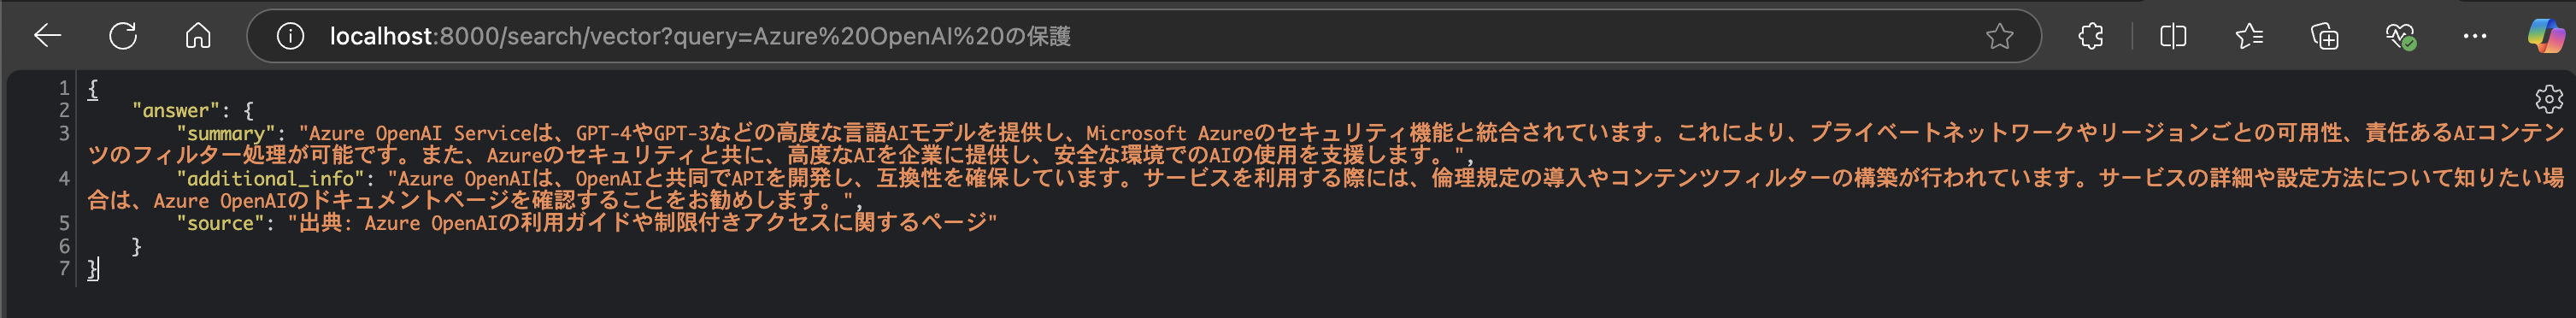 localhost:8000/search/vector?query=Azure%20OpenAI%20の保護
1 {
2 "answer": {
3 "summary": "Azure OpenAI Serviceは、GPT-4やGPT-3などの高度な言語AIモデルを提供し、Microsoft Azureのセキュリティ機能と統合されています。これにより、プライベートネットワークやリージョンごとの可用性、責任あるAIコンテン
ツのフィルター処理が可能です。また、Azureのセキュリティと共に、高度なAIを企業に提供し、安全な環境でのAIの使用を支援します。",
4 "additional_info": "Azure OpenAIは、OpenAIと共同でAPIを開発し、互換性を確保しています。サービスを利用する際には、倫理規定の導入やコンテンツフィルターの構築が行われています。サービスの詳細や設定方法について知りたい場
合は、Azure OpenAIのドキュメントページを確認することをお勧めします。",
5 "source": "出典: Azure OpenAIの利用ガイドや制限付きアクセスに関するページ"
6 }
7 }